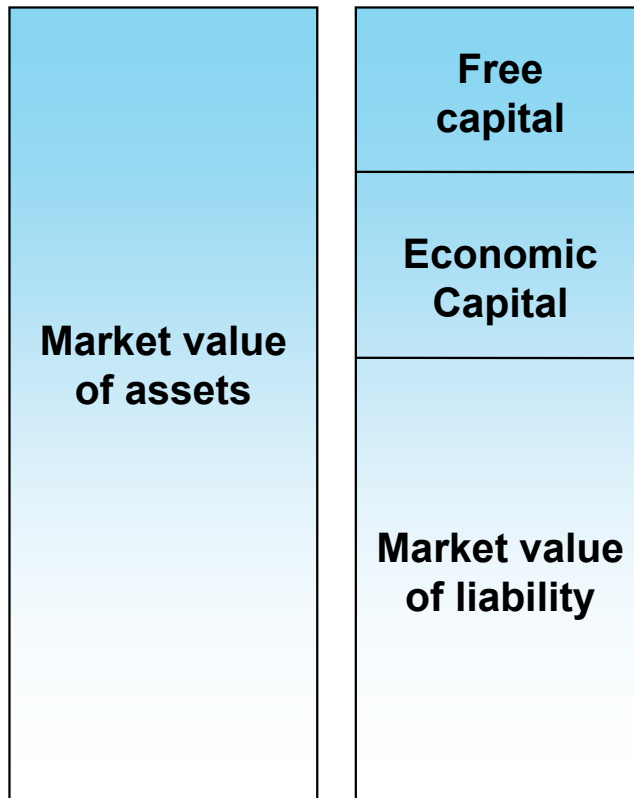 Market value
of assets
Free
capital
Economic
Capital
Market value
of liability